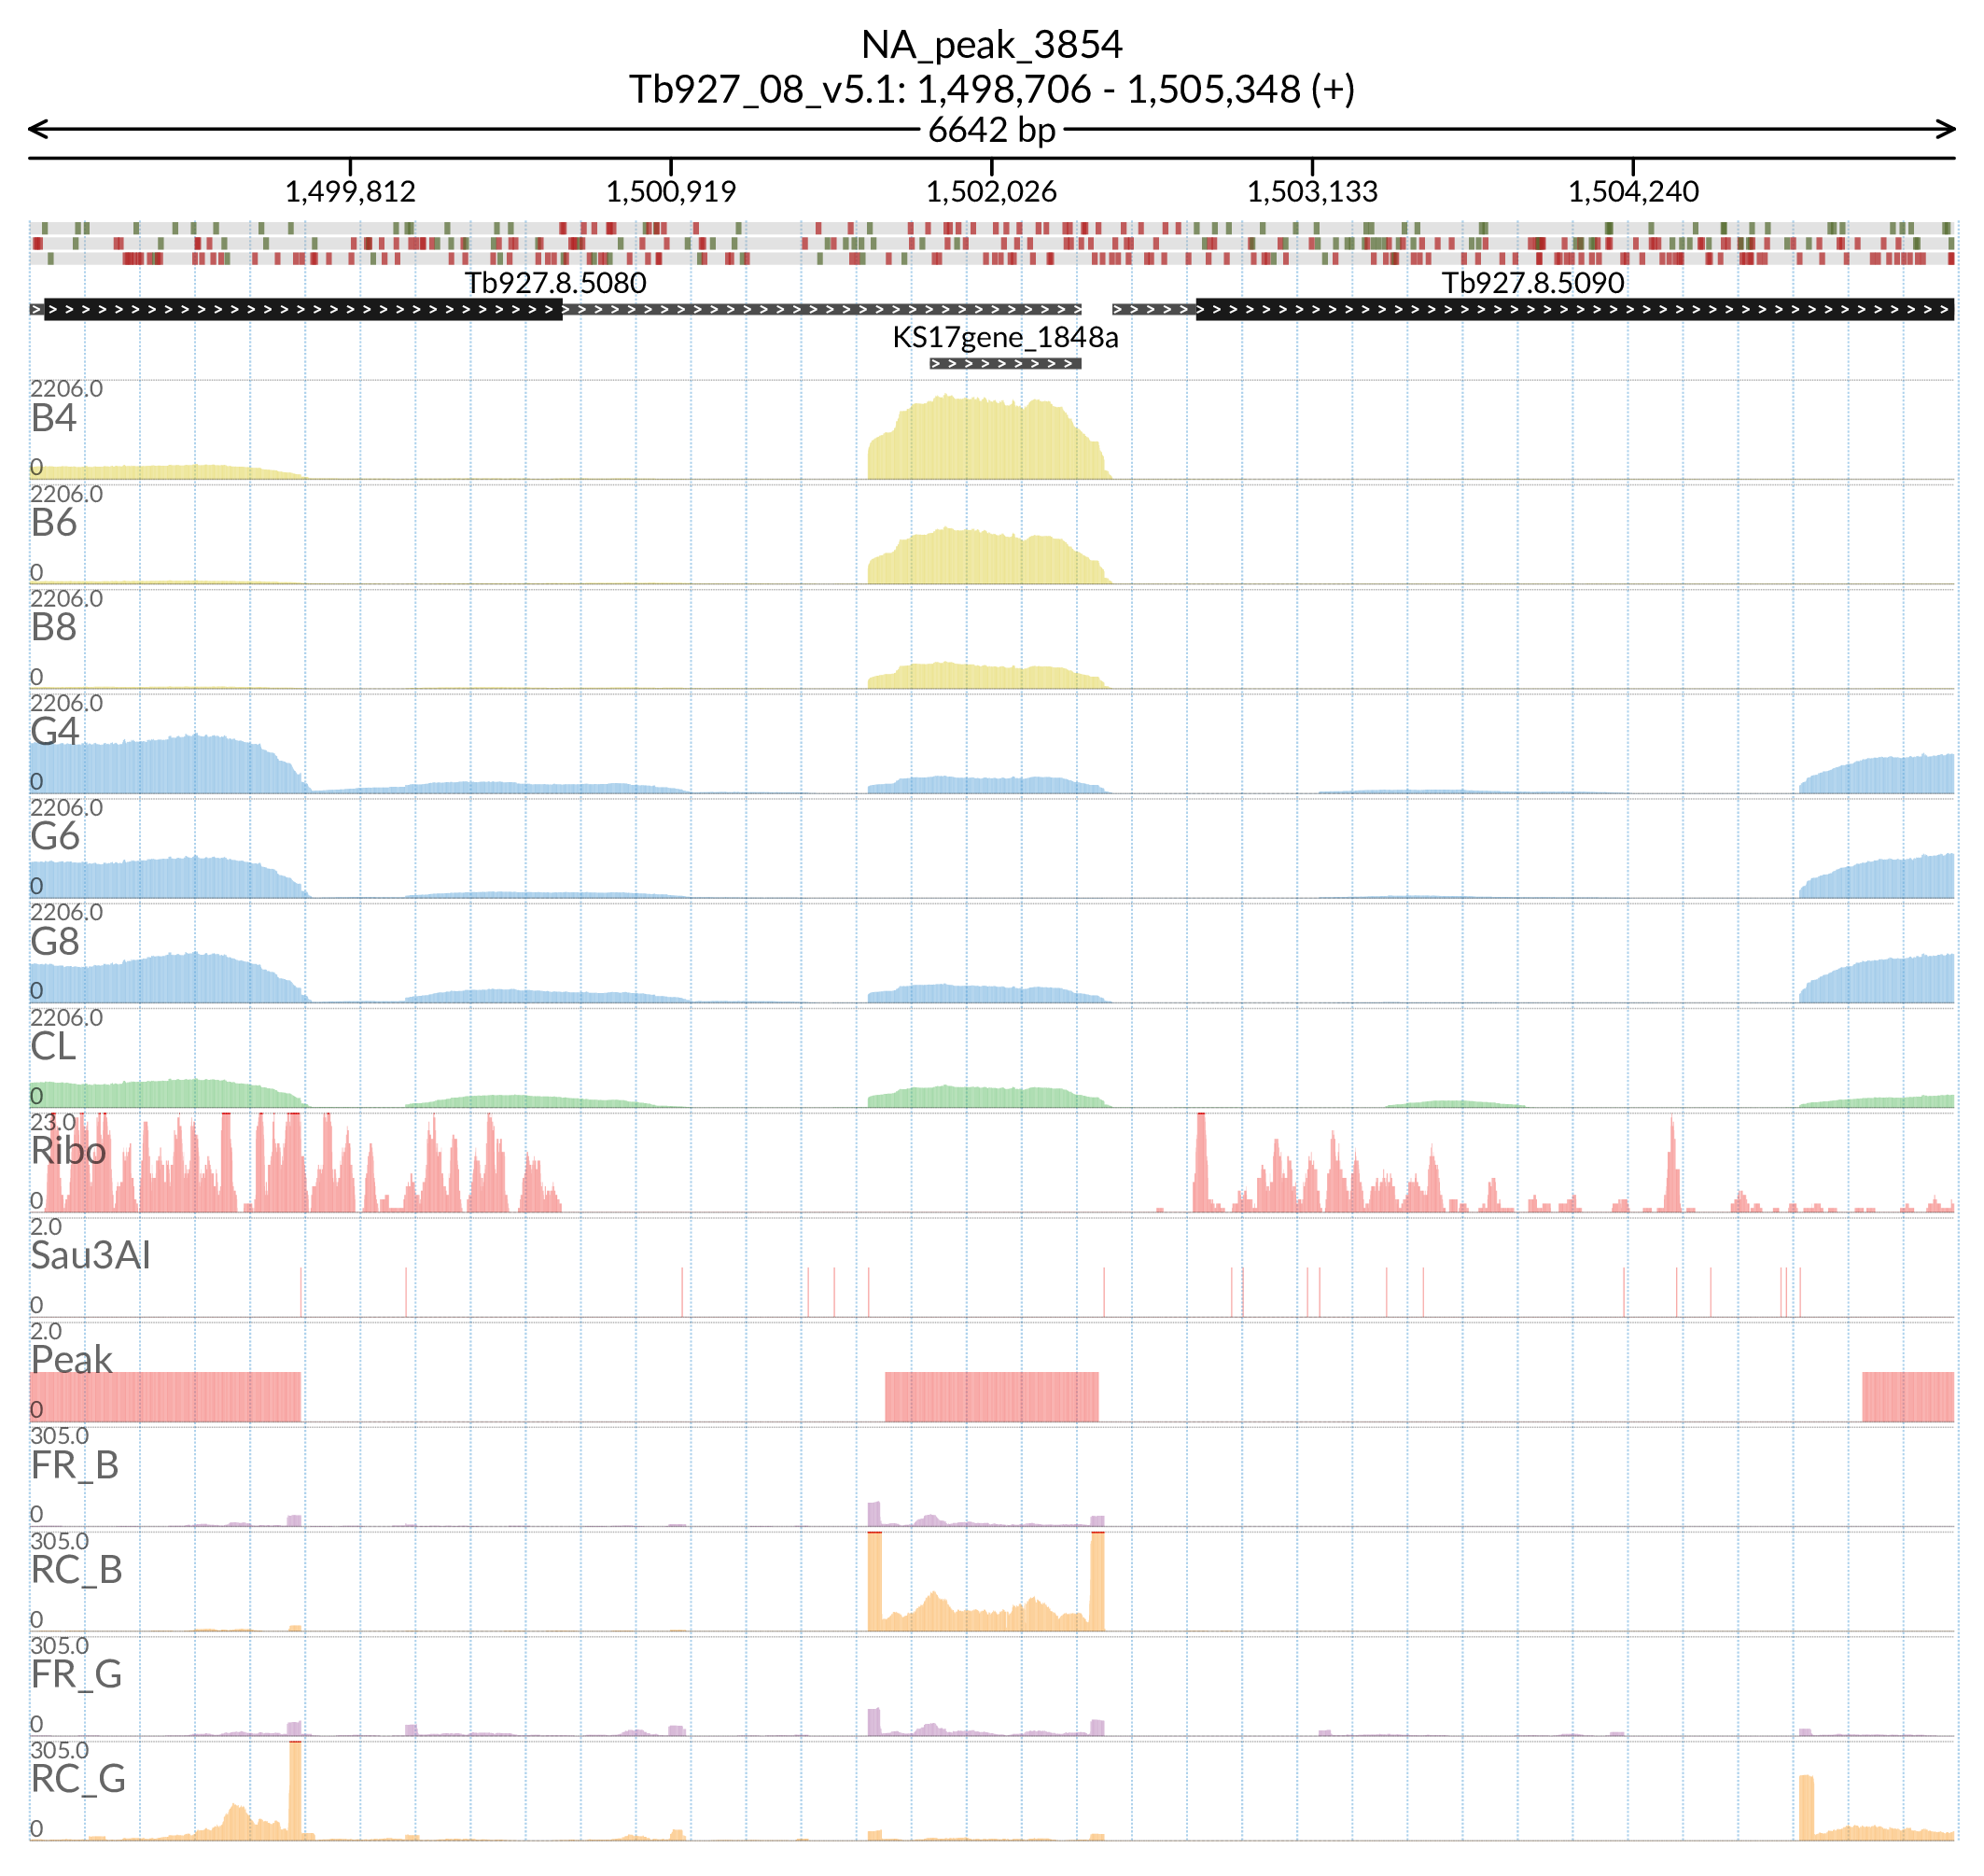 NA_peak_3854
Tb927_08_v5.1: 1,498,706 - 1,505,348 (+)
6642 bp
1,499,812 1,500,919 1,502,026 1,503,133 1,504,240
Tb927.8.5080 Tb927.8.5090
KS17gene_1848a
2206.0
B4
0
2206.0
B6
0
2206.0
B8
0
2206.0
G4
0
2206.0
G6
0
2206.0
G8
0
2206.0
CL
0
23.0
Ribo
0
2.0
Sau3AI
0
2.0
Peak
0
305.0
FR_B
0
305.0
RC_B
0
305.0
FR_G
0
305.0
RC_G
0